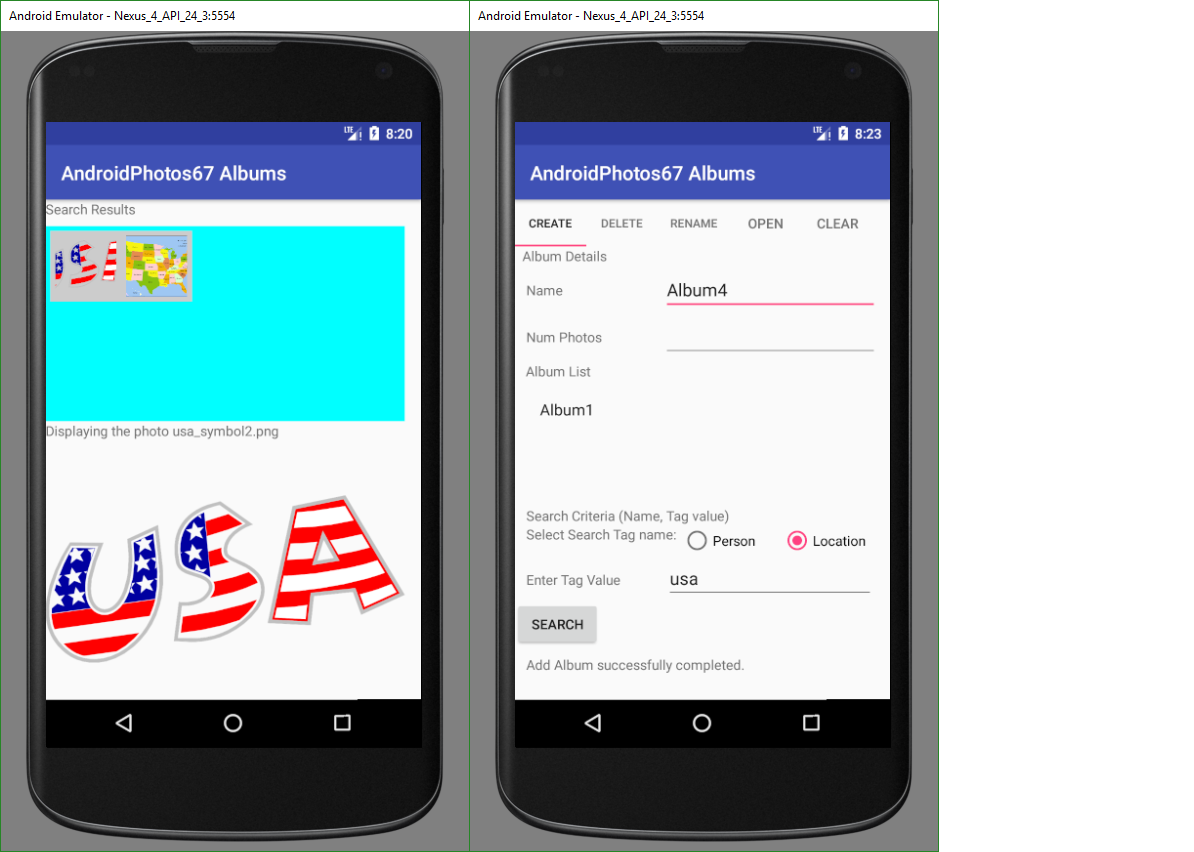 Android Emulator - Nexus_4_API_24_3:5554
LTE 8:20
AndroidPhotos67 Albums
Search Results
USA
Displaying the photo usa_symbol2.png
USA
Android Emulator - Nexus_4_API_24_3:5554
LTE 8:23
AndroidPhotos67 Albums
CREATE DELETE RENAME OPEN CLEAR
Album Details
Name Album4
Num Photos
Album List
Album1
Search Criteria (Name, Tag value)
Select Search Tag name: Person Location
Enter Tag Value usa
SEARCH
Add Album successfully completed.